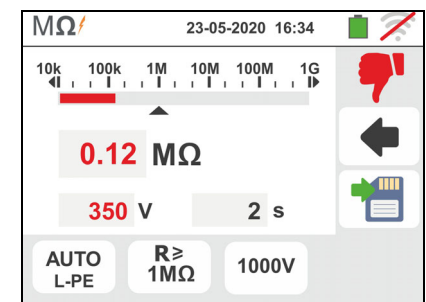 MΩ 23-05-2020 16:34
10k 100k 1M 10M 100M 1G
0.12 MΩ
350 V 2 s
AUTO L-PE
R≥ 1MΩ
1000V